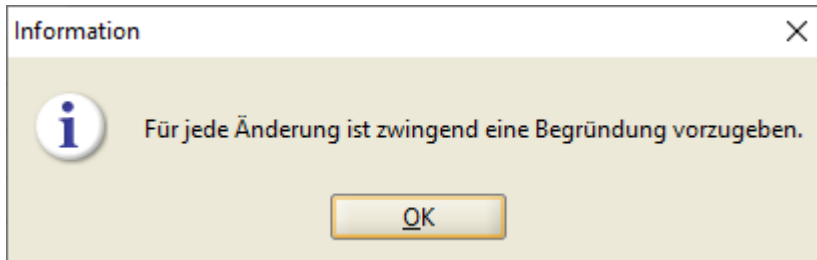 Information
Für jede Änderung ist zwingend eine Begründung vorzugeben.
OK